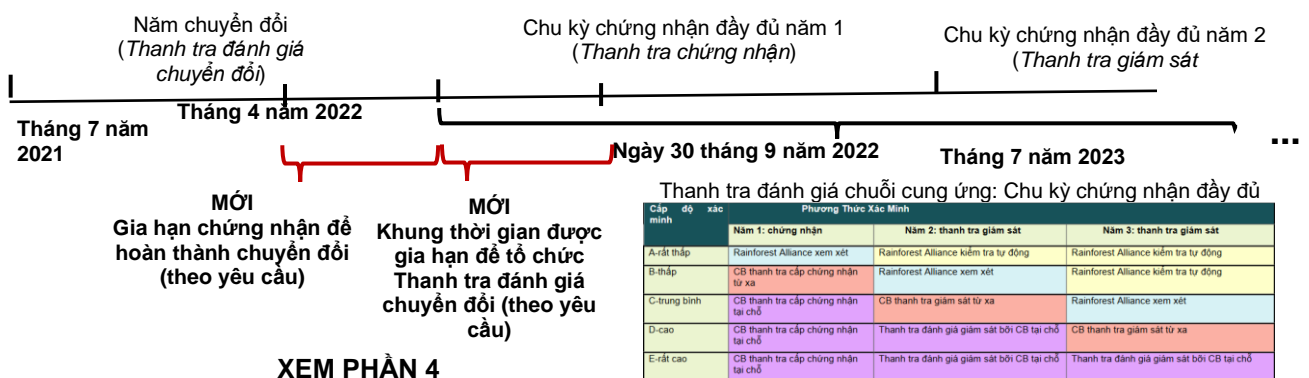 Năm chuyển đổi
(Thanh tra đánh giá
chuyển đổi)
Chu kỳ chứng nhận đầy đủ năm 1
(Thanh tra chứng nhận)
Chu kỳ chứng nhận đầy đủ năm 2
(Thanh tra giám sát
Tháng 7 năm
2021
Tháng 4 năm 2022
Ngày 30 tháng 9 năm 2022
Tháng 7 năm 2023
...
MỚI
Gia hạn chứng nhận để
hoàn thành chuyển đổi
(theo yêu cầu)
MỚI
Khung thời gian được
gia hạn để tổ chức
Thanh tra đánh giá
chuyển đổi (theo yêu
cầu)
XEM PHẦN 4
Thanh tra đánh giá chuỗi cung ứng: Chu kỳ chứng nhận đầy đủ
Cấp độ xác
minh
Phương Thức Xác Minh
Năm 1: chứng nhận
Năm 2: thanh tra giám sát
Năm 3: thanh tra giám sát
A-rất thấp
Rainforest Alliance xem xét
Rainforest Alliance kiểm tra tự động
Rainforest Alliance kiểm tra tự động
B-thấp
CB thanh tra cấp chứng nhận
từ xa
Rainforest Alliance xem xét
Rainforest Alliance kiểm tra tự động
C-trung bình
CB thanh tra cấp chứng nhận
tại chỗ
CB thanh tra giám sát từ xa
Rainforest Alliance xem xét
D-cao
CB thanh tra cấp chứng nhận
tại chỗ
Thanh tra đánh giá giám sát bởi CB tại chỗ
CB thanh tra giám sát từ xa
E-rất cao
CB thanh tra cấp chứng nhận
tại chỗ
Thanh tra đánh giá giám sát bởi CB tại chỗ
Thanh tra đánh giá giám sát bởi CB tại chỗ